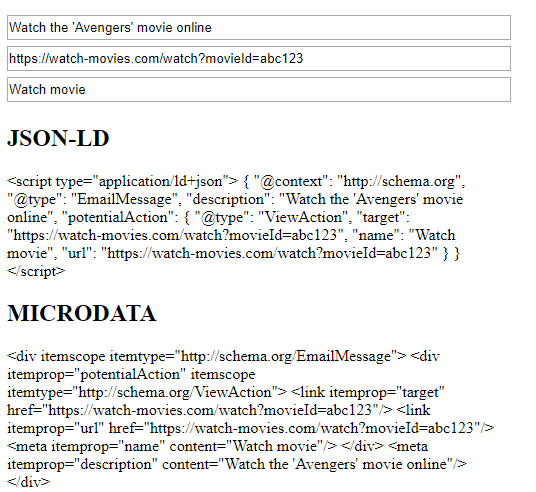 Watch the 'Avengers' movie online
https://watch-movies.com/watch?movieId=abc123
Watch movie
JSON-LD
<script type="application/ld+json"> { "@context": "http://schema.org",
"@type": "EmailMessage", "description": "Watch the 'Avengers' movie
online", "potentialAction": { "@type": "ViewAction", "target":
"https://watch-movies.com/watch?movieId=abc123", "name": "Watch
movie", "url": "https://watch-movies.com/watch?movieId=abc123" } }
</script>
MICRODATA
<div itemscope itemtype="http://schema.org/EmailMessage"> <div
itemprop="potentialAction" itemscope
itemtype="http://schema.org/ViewAction"> <link itemprop="target"
href="https://watch-movies.com/watch?movieId=abc123"/> <link
itemprop="url" href="https://watch-movies.com/watch?movieId=abc123"/>
<meta itemprop="name" content="Watch movie"/> </div> <meta
itemprop="description" content="Watch the 'Avengers' movie online"/>
</div>